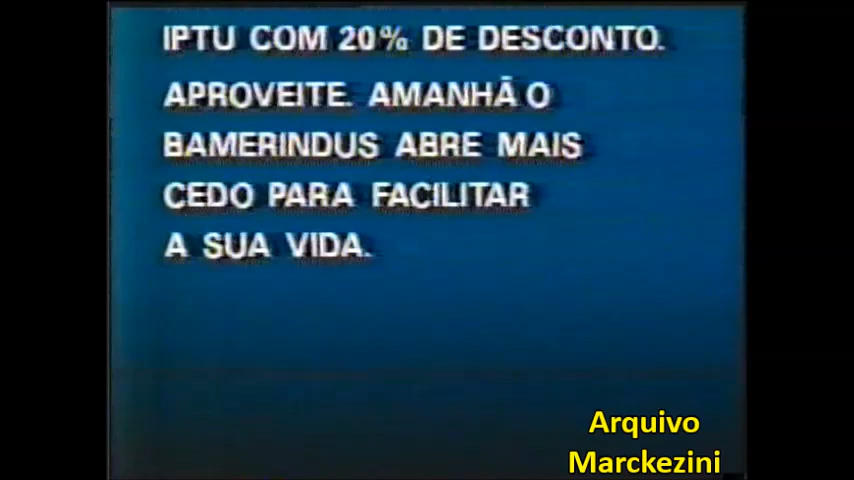 IPTU COM 20% DE DESCONTO.
APROVEITE. AMANHÃ O
BAMERINDUS ABRE MAIS
CEDO PARA FACILITAR
A SUA VIDA.
Arquivo
Marckezini